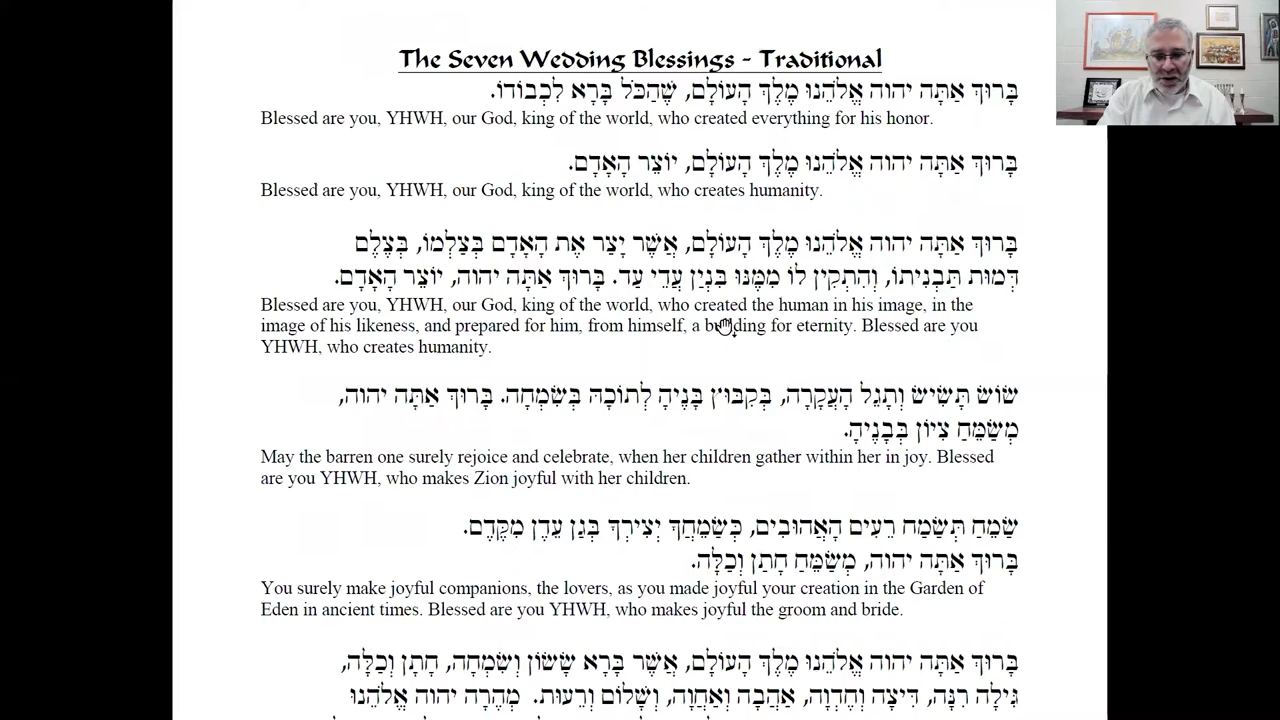 The Seven Wedding Blessings - Traditional
בָּרוּךְ אַתָּה יהוה אֱלֹהֵנוּ מֶלֶךְ הָעוֹלָם, שֶׁהַכֹּל בָּרָא לִכְבוֹדוֹ.
Blessed are you, YHWH, our God, king of the world, who created everything for his honor.
בָּרוּךְ אַתָּה יהוה אֱלֹהֵנוּ מֶלֶךְ הָעוֹלָם, יוֹצֵר הָאָדָם.
Blessed are you, YHWH, our God, king of the world, who creates humanity.
בָּרוּךְ אַתָּה יהוה אֱלֹהֵנוּ מֶלֶךְ הָעוֹלָם, אֲשֶׁר יָצַר אֶת הָאָדָם בְּצַלְמוֹ, בְּצֶלֶם
דְּמוּת תַּבְנִיתוֹ, וְהִתְקִין לוֹ מִמֶּנּוּ בִּנְיַן עֲדֵי עַד. בָּרוּךְ אַתָּה יהוה, יוֹצֵר הָאָדָם.
Blessed are you, YHWH, our God, king of the world, who created the human in his image, in the
image of his likeness, and prepared for him, from himself, a building for eternity. Blessed are you
YHWH, who creates humanity.
שׂוֹשׂ תָּשִׂישׂ וְתָגֵל הָעֲקָרָה, בְּקִבּוּץ בָּנֶיהָ לְתוֹכָהּ בְּשִׂמְחָה. בָּרוּךְ אַתָּה יהוה,
מְשַׂמֵּחַ צִיּוֹן בְּבָנֶיהָ.
May the barren one surely rejoice and celebrate, when her children gather within her in joy. Blessed
are you YHWH, who makes Zion joyful with her children.
שַׂמֵּחַ תְּשַׂמַּח רֵעִים הָאֲהוּבִים, כְּשַׂמֵּחֲךָ יְצִירְךָ בְּגַן עֵדֶן מִקֶּדֶם.
בָּרוּךְ אַתָּה יהוה, מְשַׂמֵּחַ חָתַן וְכַלָּה.
You surely make joyful companions, the lovers, as you made joyful your creation in the Garden of
Eden in ancient times. Blessed are you YHWH, who makes joyful the groom and bride.
בָּרוּךְ אַתָּה יהוה אֱלֹהֵנוּ מֶלֶךְ הָעוֹלָם, אֲשֶׁר בָּרָא שָׂשׂוֹן וְשִׂמְחָה, חָתַן וְכַלָּה,
גִּילָה רִנָּה, דִּיצָה וְחֶדְוָה, אַהֲבָה וְאַחֲוָה, וְשָׁלוֹם וְרֵעוּת. מְהֵרָה יהוה אֱלֹהֵנוּ